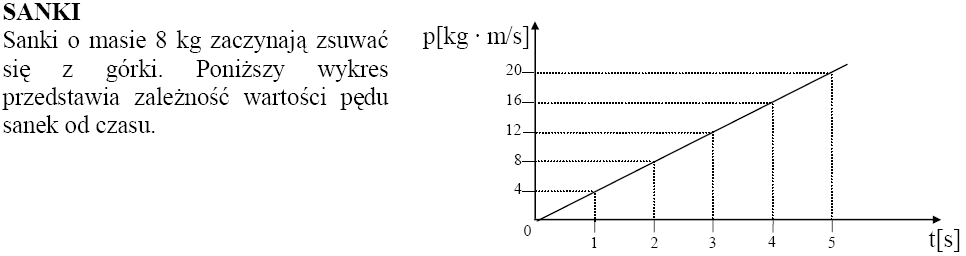 SANKI
Sanki o masie 8 kg zaczynają zsuwać
się z górki. Poniższy wykres
przedstawia zależność wartości pędu
sanek od czasu.
p[kg · m/s]
20
16
12
8
4
0
1 2 3 4 5
t[s]